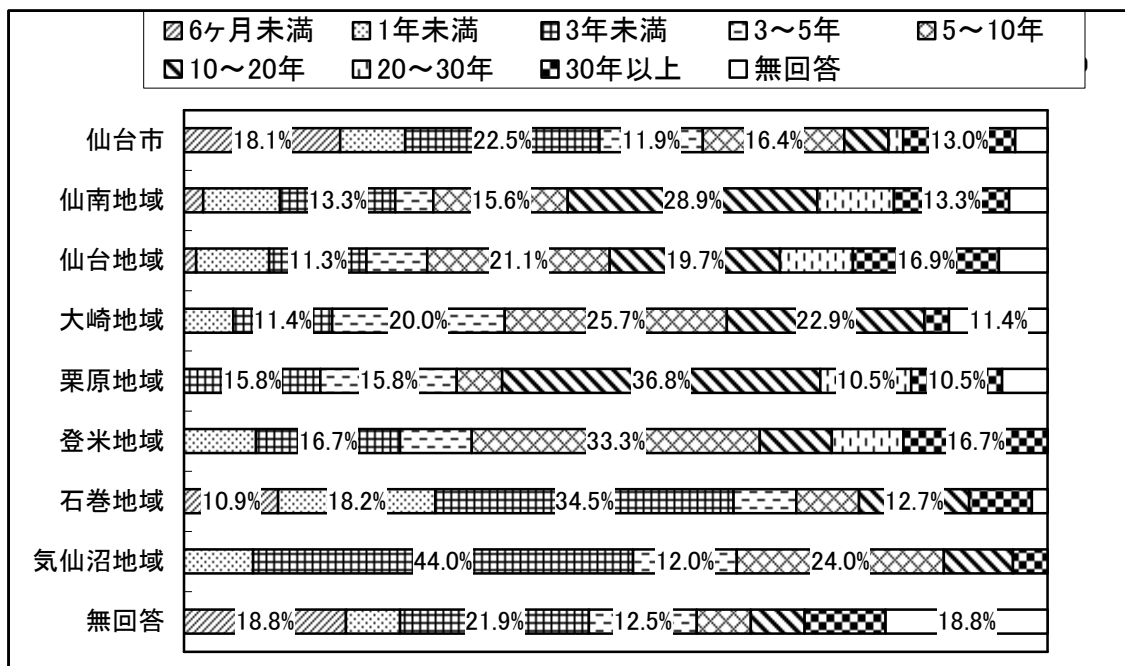 6ヶ月未満 1年未満 3年未満 3～5年 5～10年
10～20年 20～30年 30年以上 無回答
仙台市 18.1% 22.5% 11.9% 16.4% 13.0%
仙南地域 13.3% 15.6% 28.9% 13.3%
仙台地域 11.3% 21.1% 19.7% 16.9%
大崎地域 11.4% 20.0% 25.7% 22.9% 11.4%
栗原地域 15.8% 15.8% 36.8% 10.5% 10.5%
登米地域 16.7% 33.3% 16.7%
石巻地域 10.9% 18.2% 34.5% 12.7%
気仙沼地域 44.0% 12.0% 24.0%
無回答 18.8% 21.9% 12.5% 18.8%